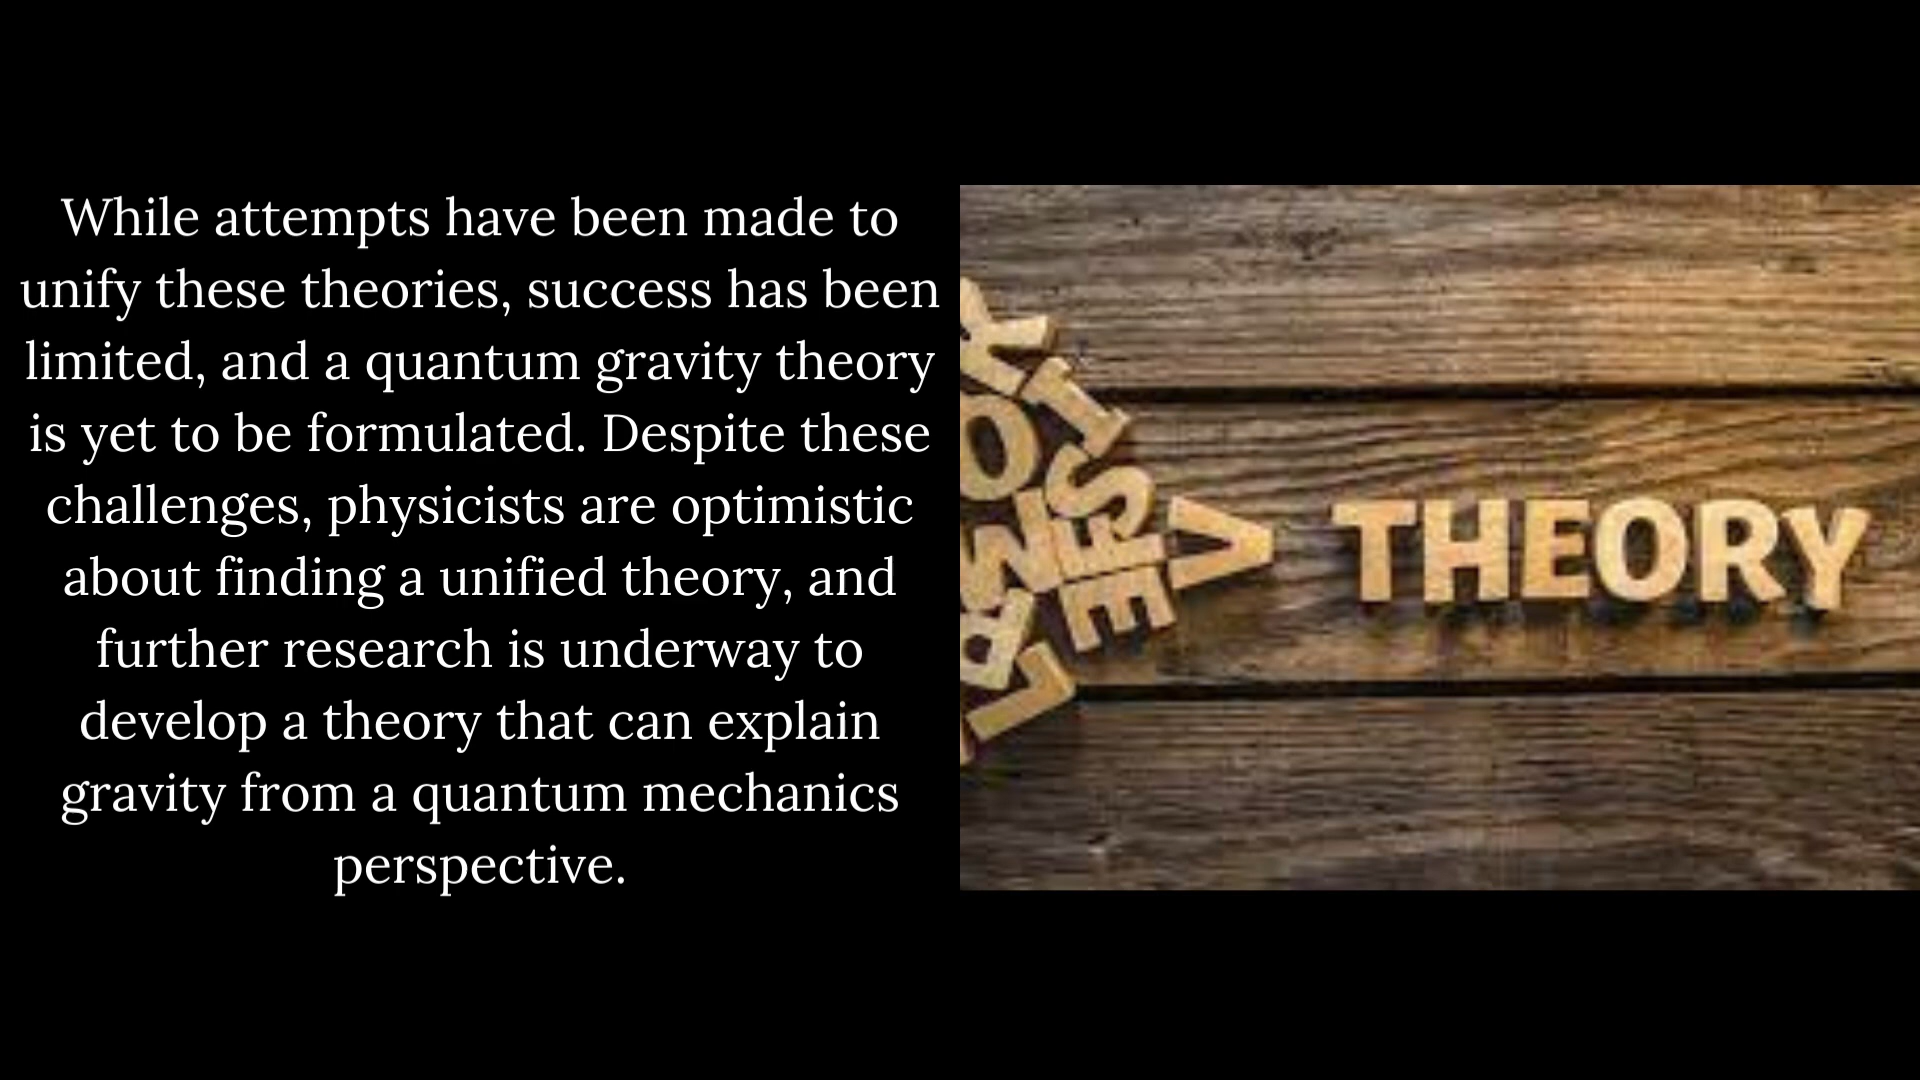 While attempts have been made to
unify these theories, success has been
limited, and a quantum gravity theory
is yet to be formulated. Despite these
challenges, physicists are optimistic
about finding a unified theory, and
further research is underway to
develop a theory that can explain
gravity from a quantum mechanics
perspective.
THEORY